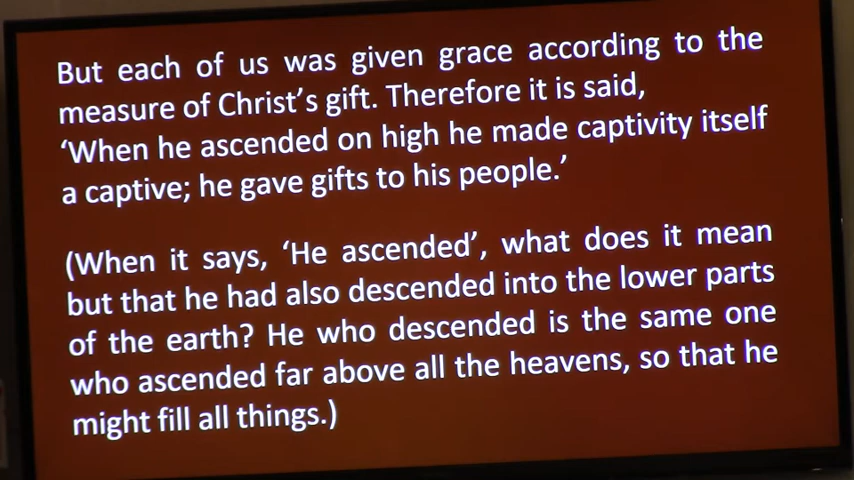 But each of us was given grace according to the
measure of Christ's gift. Therefore it is said,
‘When he ascended on high he made captivity itself
a captive; he gave gifts to his people.’
(When it says, ‘He ascended’, what does it mean
but that he had also descended into the lower parts
of the earth? He who descended is the same one
who ascended far above all the heavens, so that he
might fill all things.)